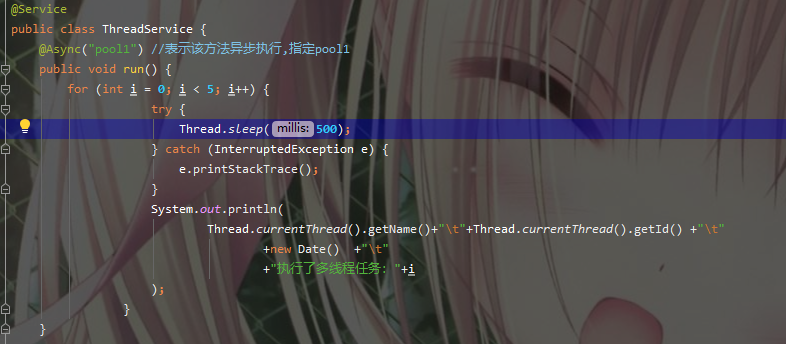 @Service
public class ThreadService {
@Async("pool1") //表示该方法异步执行,指定pool1
public void run() {
for (int i = 0; i < 5; i++) {
try {
Thread.sleep( millis: 500);
} catch (InterruptedException e) {
e.printStackTrace();
}
System.out.println(
Thread.currentThread().getName()+"\t"+Thread.currentThread().getId() +"\t"
+new Date()  +"\t"
+"执行了多线程任务: "+i
);
}
}